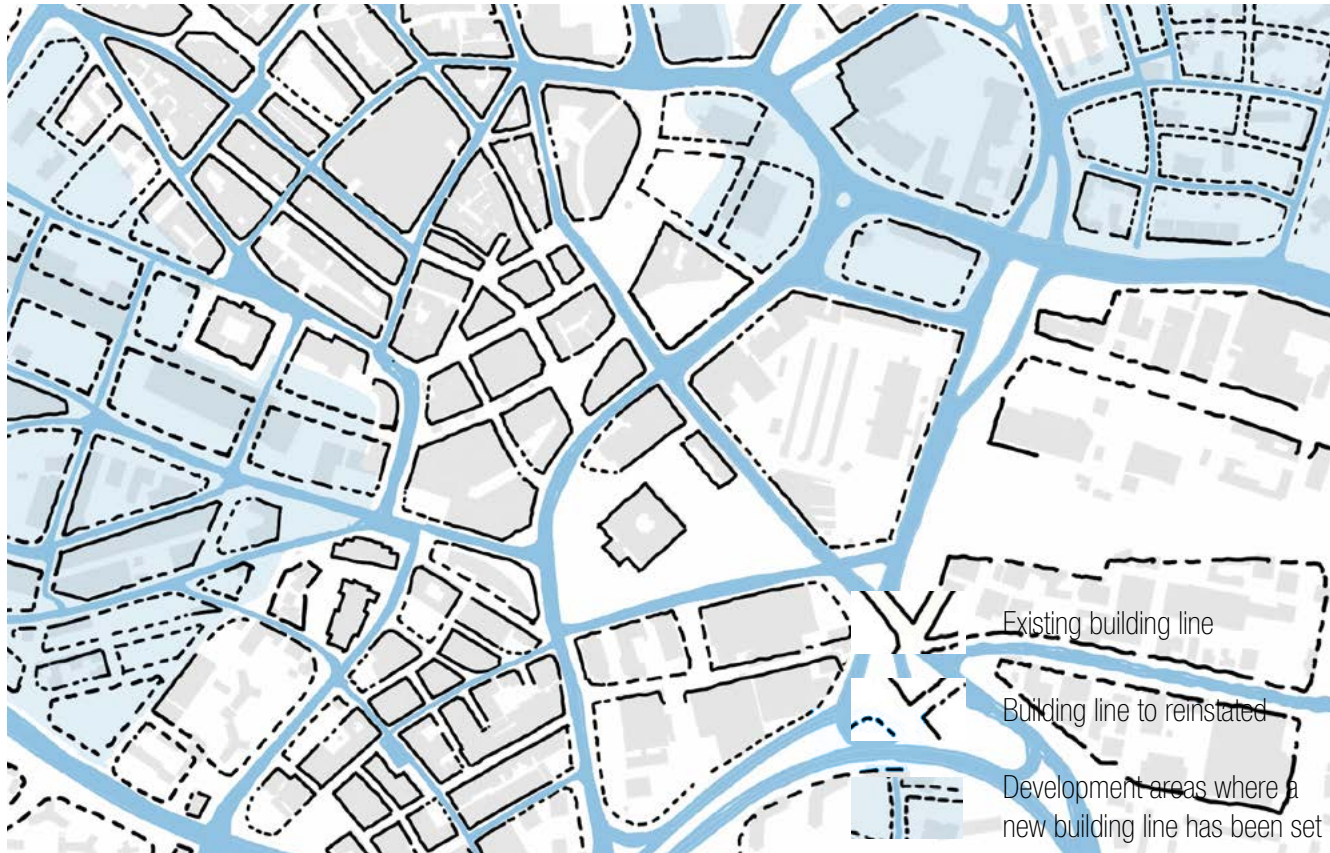 Existing building line
Building line to reinstated
Development areas where a
new building line has been set